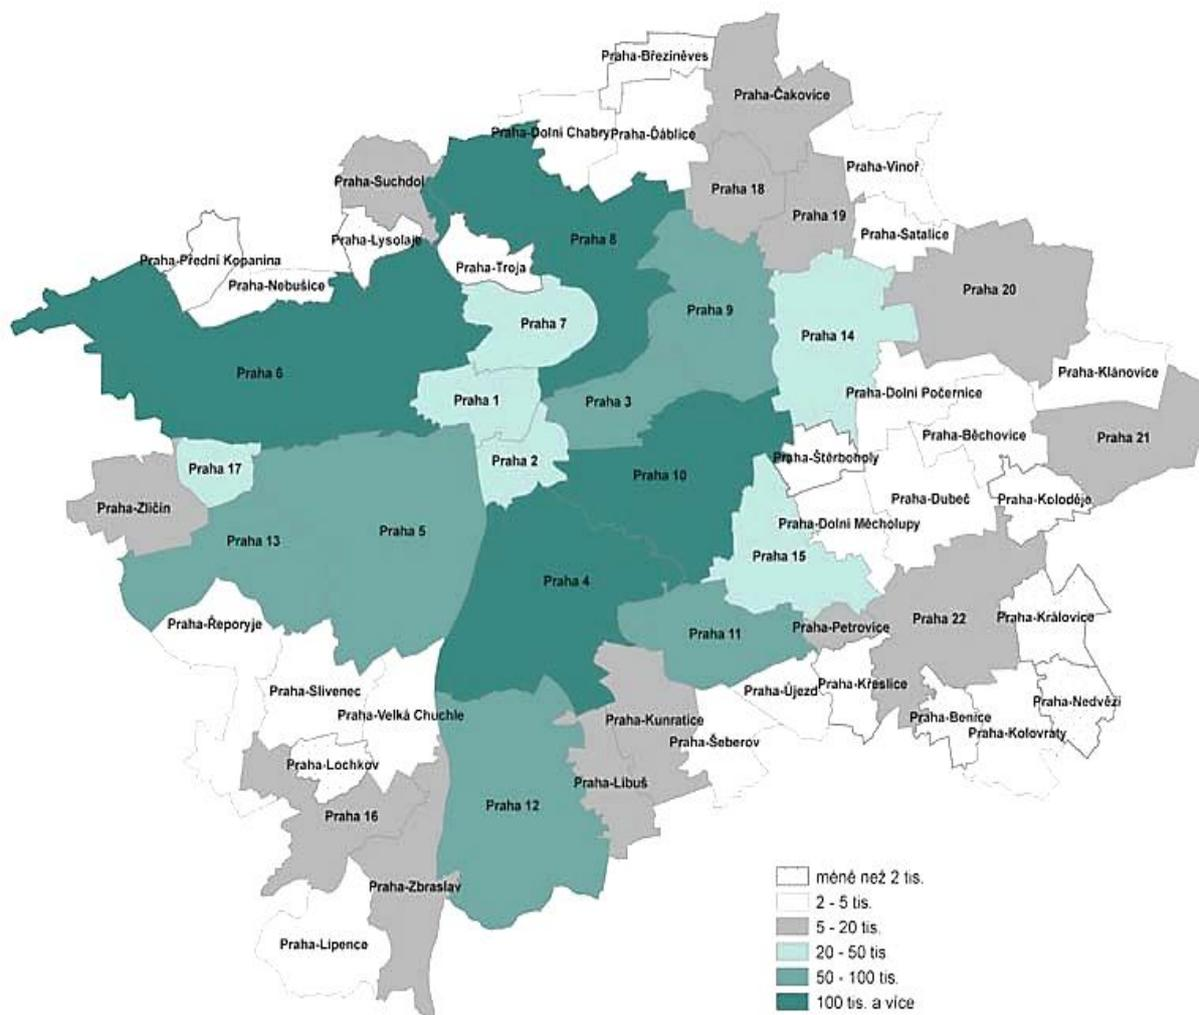 Praha-Březiněves
Praha-Čakovice
Praha-Dolní Chabry
Praha-Ďáblice
Praha-Vinoř
Praha-Suchdol
Praha 18
Praha 19
Praha-Lysolaje
Praha 8
Praha-Satalice
Praha-Přední Kopanina
Praha-Troja
Praha-Nebušice
Praha 20
Praha 9
Praha 7
Praha 14
Praha 6
Praha-Klánovice
Praha-Dolní Počernice
Praha 1
Praha 3
Praha-Běchovice
Praha 21
Praha-Štěrboholy
Praha 2
Praha 17
Praha 10
Praha-Dubeč
Praha-Koloděje
Praha-Zličín
Praha-Dolní Měcholupy
Praha 5
Praha 13
Praha 15
Praha 4
Praha-Řeporyje
Praha 22
Praha-Královice
Praha-Petrovice
Praha 11
Praha-Slivenec
Praha-Újezd
Praha-Křeslice
Praha-Nedvězí
Praha-Velká Chuchle
Praha-Kunratice
Praha-Benice
Praha-Kolovraty
Praha-Šeberov
Praha-Lochkov
Praha-Libuš
Praha 12
Praha 16
Praha-Zbraslav
Praha-Lipence
méně než 2 tis.
2 - 5 tis.
5 - 20 tis.
20 - 50 tis
50 - 100 tis.
100 tis. a více